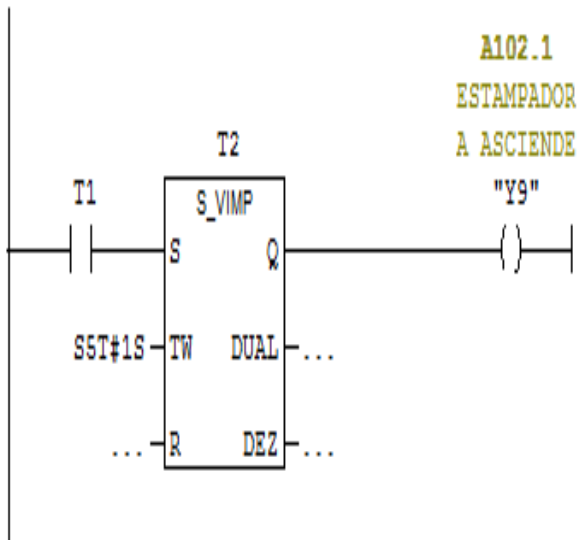 A102.1
ESTAMPADOR
A ASCIENDE
T2
T1
S_VIMP
"Y9"
S
Q
S5T#1S
TW
DUAL
...
...
R
DEZ
...